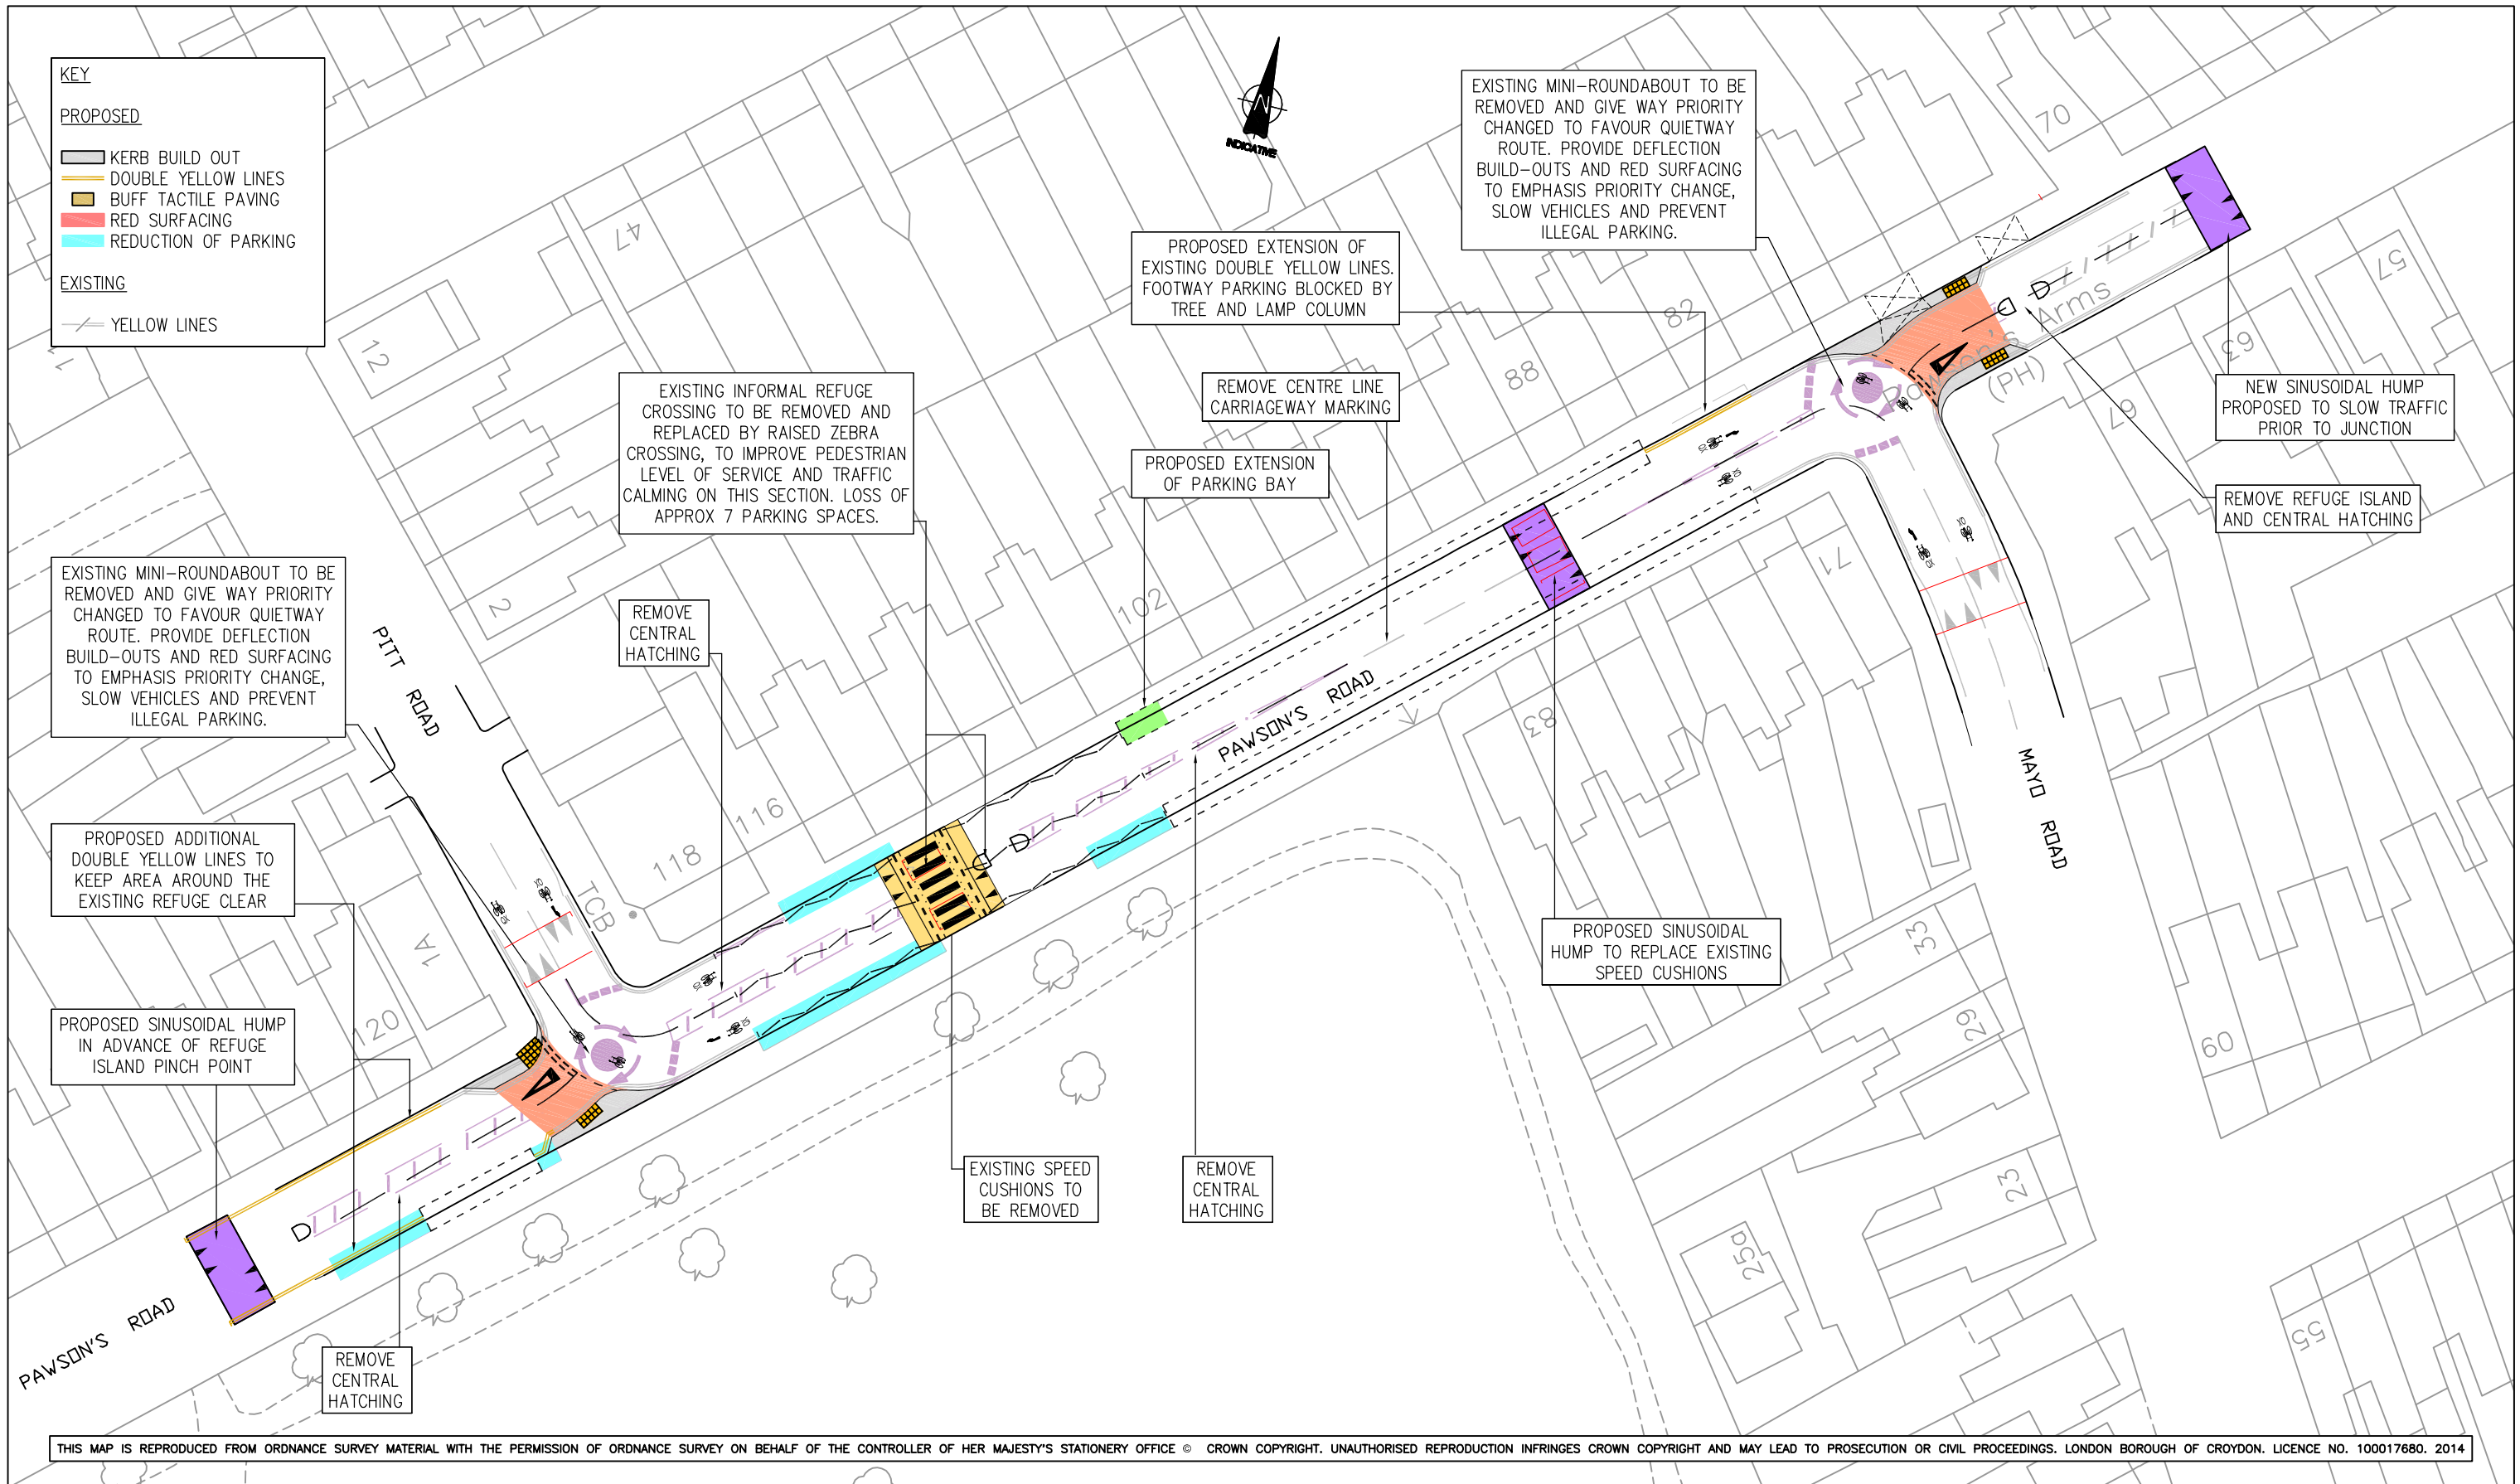 KEY
PROPOSED
KERB BUILD OUT
DOUBLE YELLOW LINES
BUFF TACTILE PAVING
RED SURFACING
REDUCTION OF PARKING
EXISTING
YELLOW LINES
N
INDICATIVE
EXISTING MINI-ROUNDABOUT TO BE
REMOVED AND GIVE WAY PRIORITY
CHANGED TO FAVOUR QUIETWAY
ROUTE. PROVIDE DEFLECTION
BUILD-OUTS AND RED SURFACING
TO EMPHASIS PRIORITY CHANGE,
SLOW VEHICLES AND PREVENT
ILLEGAL PARKING.
PROPOSED EXTENSION OF
EXISTING DOUBLE YELLOW LINES.
FOOTWAY PARKING BLOCKED BY
TREE AND LAMP COLUMN
REMOVE CENTRE LINE
CARRIAGEWAY MARKING
PROPOSED EXTENSION
OF PARKING BAY
EXISTING INFORMAL REFUGE
CROSSING TO BE REMOVED AND
REPLACED BY RAISED ZEBRA
CROSSING, TO IMPROVE PEDESTRIAN
LEVEL OF SERVICE AND TRAFFIC
CALMING ON THIS SECTION. LOSS OF
APPROX 7 PARKING SPACES.
NEW SINUSOIDAL HUMP
PROPOSED TO SLOW TRAFFIC
PRIOR TO JUNCTION
REMOVE REFUGE ISLAND
AND CENTRAL HATCHING
EXISTING MINI-ROUNDABOUT TO BE
REMOVED AND GIVE WAY PRIORITY
CHANGED TO FAVOUR QUIETWAY
ROUTE. PROVIDE DEFLECTION
BUILD-OUTS AND RED SURFACING
TO EMPHASIS PRIORITY CHANGE,
SLOW VEHICLES AND PREVENT
ILLEGAL PARKING.
REMOVE
CENTRAL
HATCHING
PROPOSED ADDITIONAL
DOUBLE YELLOW LINES TO
KEEP AREA AROUND THE
EXISTING REFUGE CLEAR
PROPOSED SINUSOIDAL HUMP
IN ADVANCE OF REFUGE
ISLAND PINCH POINT
PROPOSED SINUSOIDAL
HUMP TO REPLACE EXISTING
SPEED CUSHIONS
EXISTING SPEED
CUSHIONS TO
BE REMOVED
REMOVE
CENTRAL
HATCHING
REMOVE
CENTRAL
HATCHING
PITT ROAD
PAWSON'S ROAD
PAWSON'S ROAD
MAYO ROAD
Pawson's Arms
(PH)
TCB
11
12
47
2
1A
120
118
116
102
88
82
70
57
63
67
71
83
33
29
23
25a
60
55
THIS MAP IS REPRODUCED FROM ORDNANCE SURVEY MATERIAL WITH THE PERMISSION OF ORDNANCE SURVEY ON BEHALF OF THE CONTROLLER OF HER MAJESTY'S STATIONERY OFFICE © CROWN COPYRIGHT. UNAUTHORISED REPRODUCTION INFRINGES CROWN COPYRIGHT AND MAY LEAD TO PROSECUTION OR CIVIL PROCEEDINGS. LONDON BOROUGH OF CROYDON. LICENCE NO. 100017680. 2014